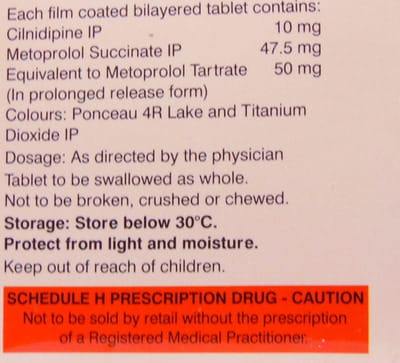 Each film coated bilayered tablet contains:
Cilnidipine IP 10 mg
Metoprolol Succinate IP 47.5 mg
Equivalent to Metoprolol Tartrate 50 mg
(In prolonged release form)
Colours: Ponceau 4R Lake and Titanium
Dioxide IP
Dosage: As directed by the physician
Tablet to be swallowed as whole.
Not to be broken, crushed or chewed.
Storage: Store below 30°C.
Protect from light and moisture.
Keep out of reach of children.
SCHEDULE H PRESCRIPTION DRUG - CAUTION
Not to be sold by retail without the prescription
of a Registered Medical Practitioner.